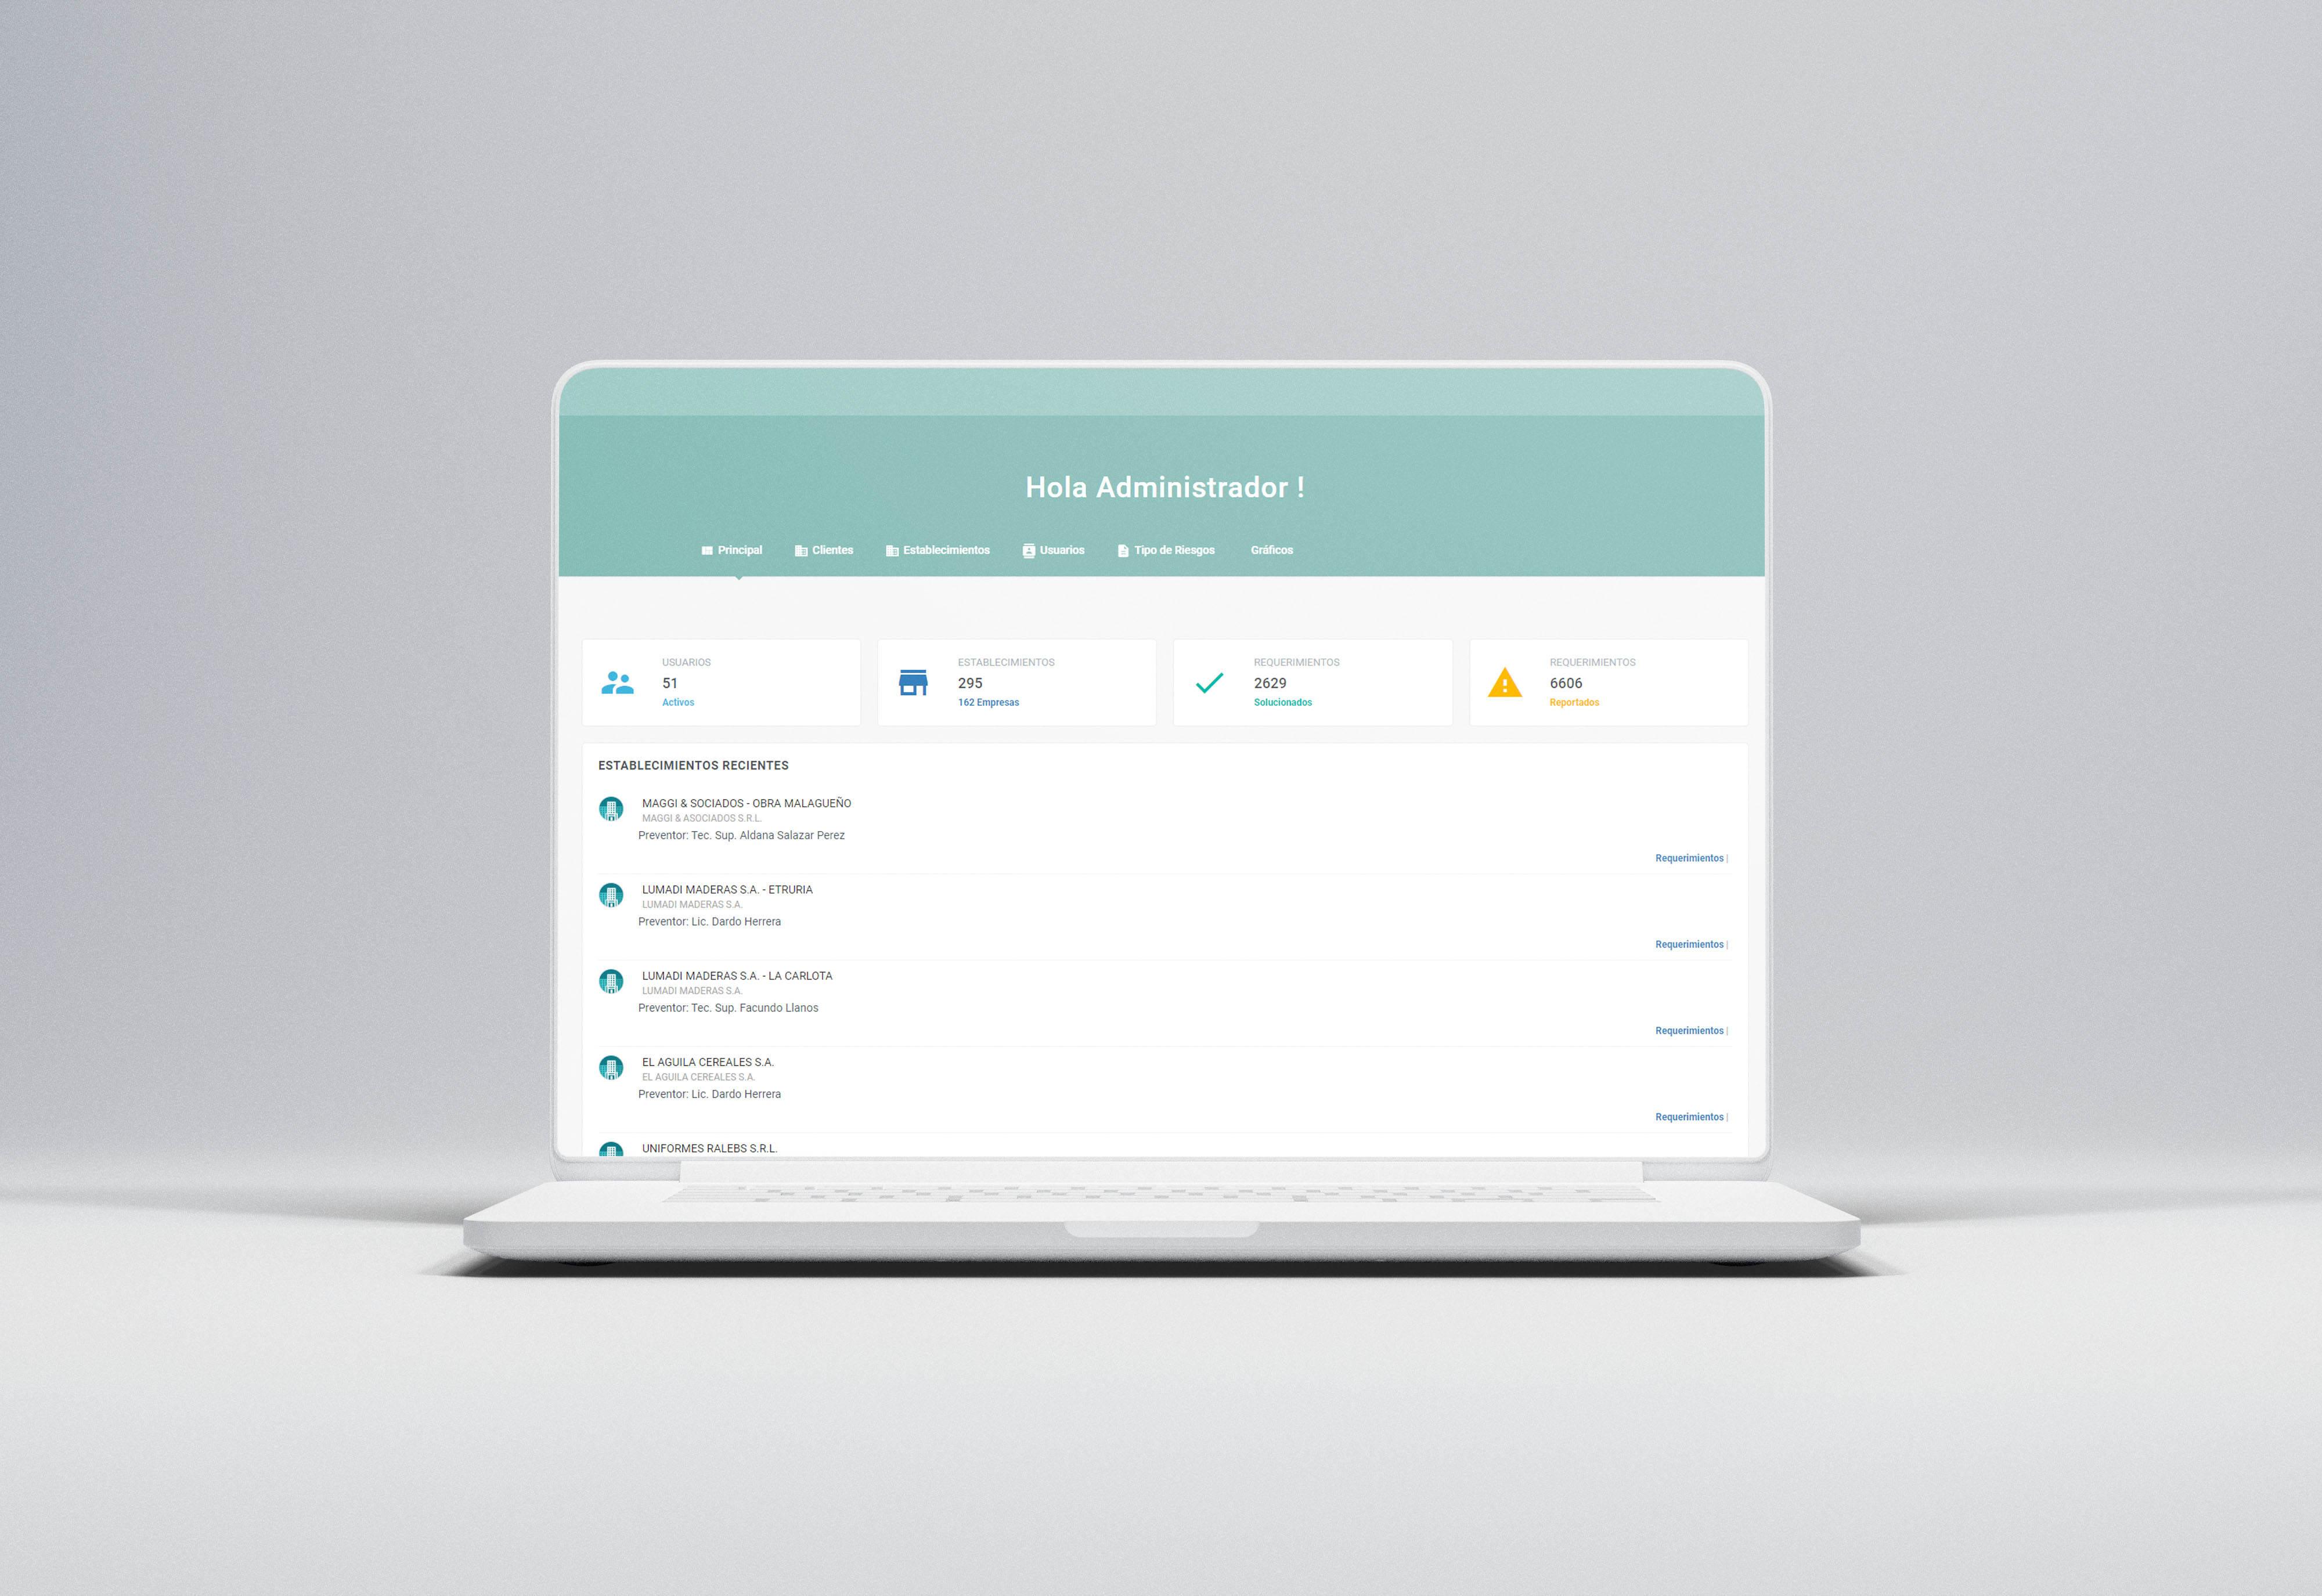 Hola Administrador !
Principal Clientes Establecimientos Usuarios Tipo de Riesgos Gráficos
USUARIOS
51
Activos
ESTABLECIMIENTOS
295
162 Empresas
REQUERIMIENTOS
2629
Solucionados
REQUERIMIENTOS
6606
Reportados
ESTABLECIMIENTOS RECIENTES
MAGGI & SOCIADOS - OBRA MALAGUEÑO
MAGGI & ASOCIADOS S.R.L.
Preventor: Tec. Sup. Aldana Salazar Perez
Requerimientos |
LUMADI MADERAS S.A. - ETRURIA
LUMADI MADERAS S.A.
Preventor: Lic. Dardo Herrera
Requerimientos |
LUMADI MADERAS S.A. - LA CARLOTA
LUMADI MADERAS S.A.
Preventor: Tec. Sup. Facundo Llanos
Requerimientos |
EL AGUILA CEREALES S.A.
EL AGUILA CEREALES S.A.
Preventor: Lic. Dardo Herrera
Requerimientos |
UNIFORMES RALEBS S.R.L.